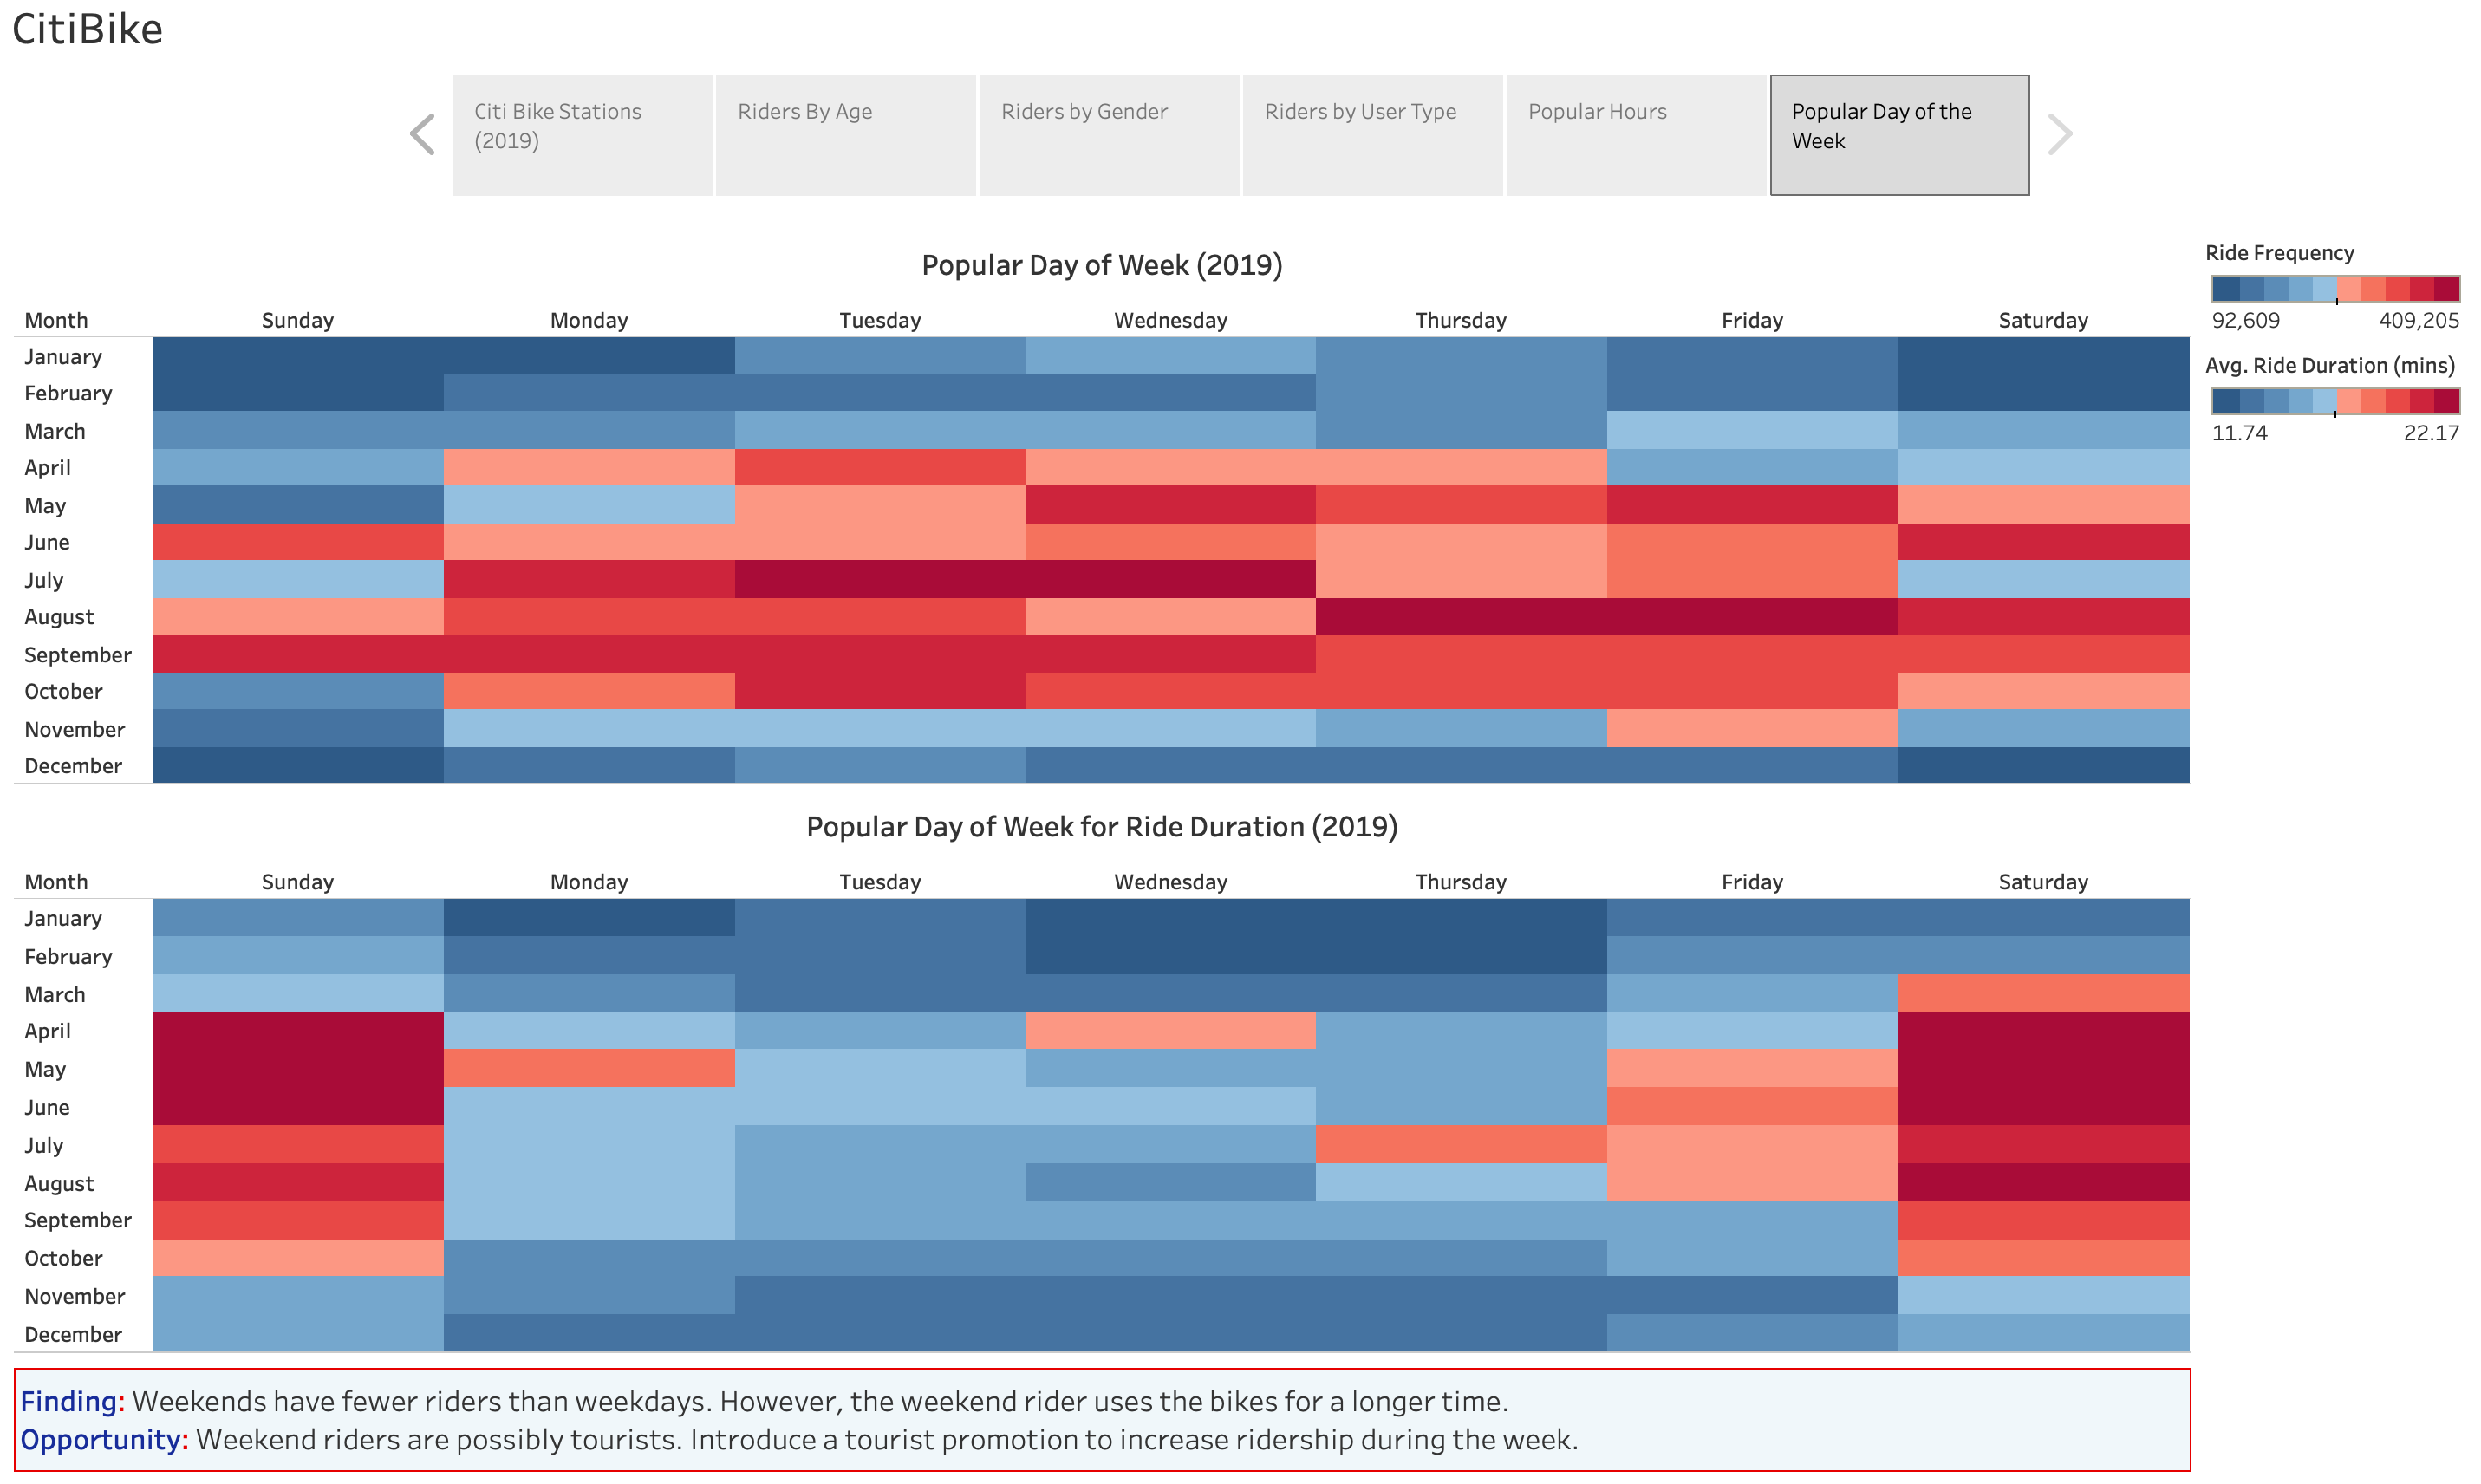 CitiBike
Citi Bike Stations
(2019)
Riders By Age
Riders by Gender
Riders by User Type
Popular Hours
Popular Day of the
Week
Popular Day of Week (2019)
Month Sunday Monday Tuesday Wednesday Thursday Friday Saturday
January
February
March
April
May
June
July
August
September
October
November
December
Ride Frequency
92,609 409,205
Avg. Ride Duration (mins)
11.74 22.17
Popular Day of Week for Ride Duration (2019)
Month Sunday Monday Tuesday Wednesday Thursday Friday Saturday
January
February
March
April
May
June
July
August
September
October
November
December
Finding: Weekends have fewer riders than weekdays. However, the weekend rider uses the bikes for a longer time.
Opportunity: Weekend riders are possibly tourists. Introduce a tourist promotion to increase ridership during the week.